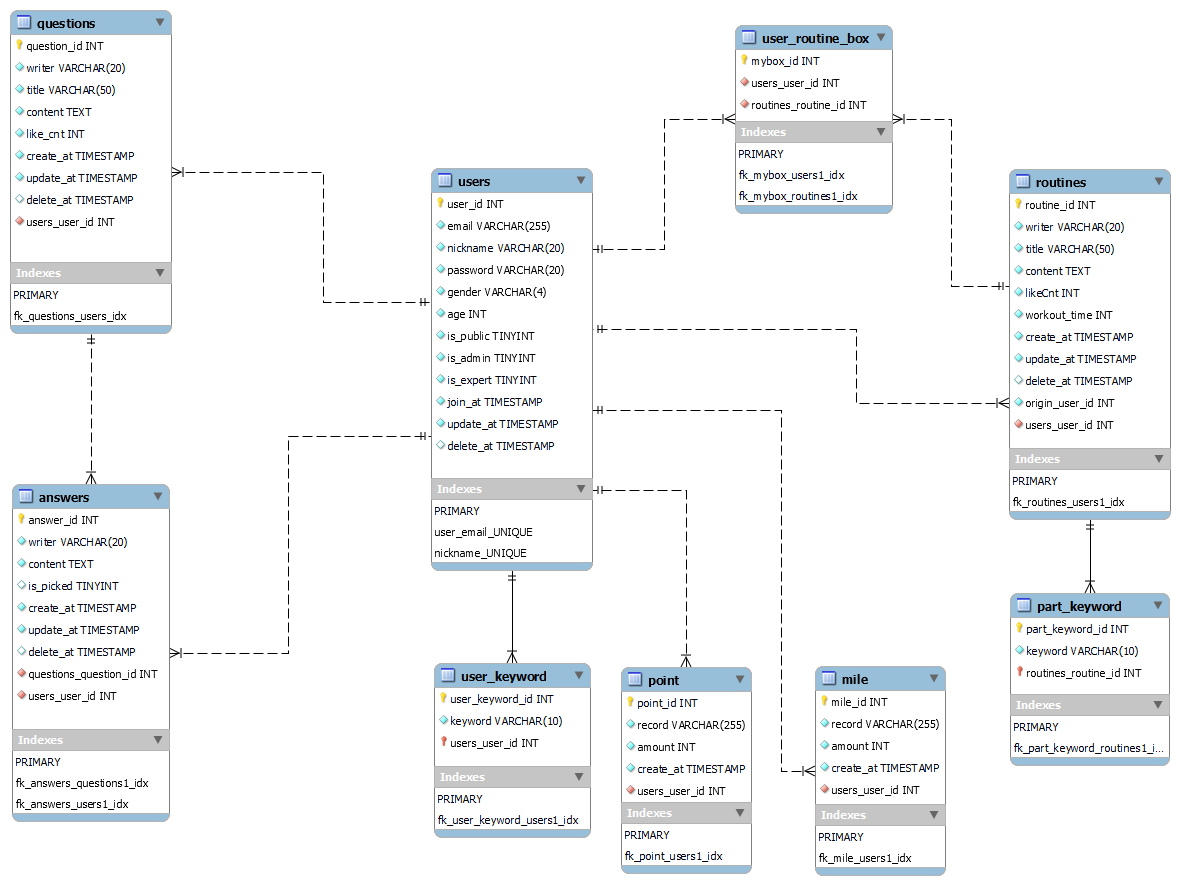 questions
question_id INT
writer VARCHAR(20)
title VARCHAR(50)
content TEXT
like_cnt INT
create_at TIMESTAMP
update_at TIMESTAMP
delete_at TIMESTAMP
users_user_id INT
Indexes
PRIMARY
fk_questions_users_idx
answers
answer_id INT
writer VARCHAR(20)
content TEXT
is_picked TINYINT
create_at TIMESTAMP
update_at TIMESTAMP
delete_at TIMESTAMP
questions_question_id INT
users_user_id INT
Indexes
PRIMARY
fk_answers_questions1_idx
fk_answers_users1_idx
users
user_id INT
email VARCHAR(255)
nickname VARCHAR(20)
password VARCHAR(20)
gender VARCHAR(4)
age INT
is_public TINYINT
is_admin TINYINT
is_expert TINYINT
join_at TIMESTAMP
update_at TIMESTAMP
delete_at TIMESTAMP
Indexes
PRIMARY
user_email_UNIQUE
nickname_UNIQUE
user_keyword
user_keyword_id INT
keyword VARCHAR(10)
users_user_id INT
Indexes
PRIMARY
fk_user_keyword_users1_idx
point
point_id INT
record VARCHAR(255)
amount INT
create_at TIMESTAMP
users_user_id INT
Indexes
PRIMARY
fk_point_users1_idx
mile
mile_id INT
record VARCHAR(255)
amount INT
create_at TIMESTAMP
users_user_id INT
Indexes
PRIMARY
fk_mile_users1_idx
user_routine_box
mybox_id INT
users_user_id INT
routines_routine_id INT
Indexes
PRIMARY
fk_mybox_users1_idx
fk_mybox_routines1_idx
routines
routine_id INT
writer VARCHAR(20)
title VARCHAR(50)
content TEXT
likeCnt INT
workout_time INT
create_at TIMESTAMP
update_at TIMESTAMP
delete_at TIMESTAMP
origin_user_id INT
users_user_id INT
Indexes
PRIMARY
fk_routines_users1_idx
part_keyword
part_keyword_id INT
keyword VARCHAR(10)
routines_routine_id INT
Indexes
PRIMARY
fk_part_keyword_routines1_i...